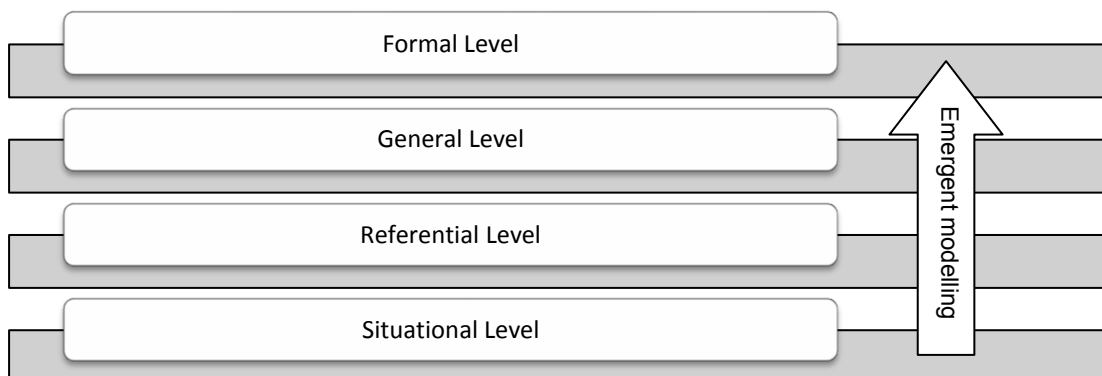 Formal Level
General Level
Referential Level
Situational Level
Emergent modelling